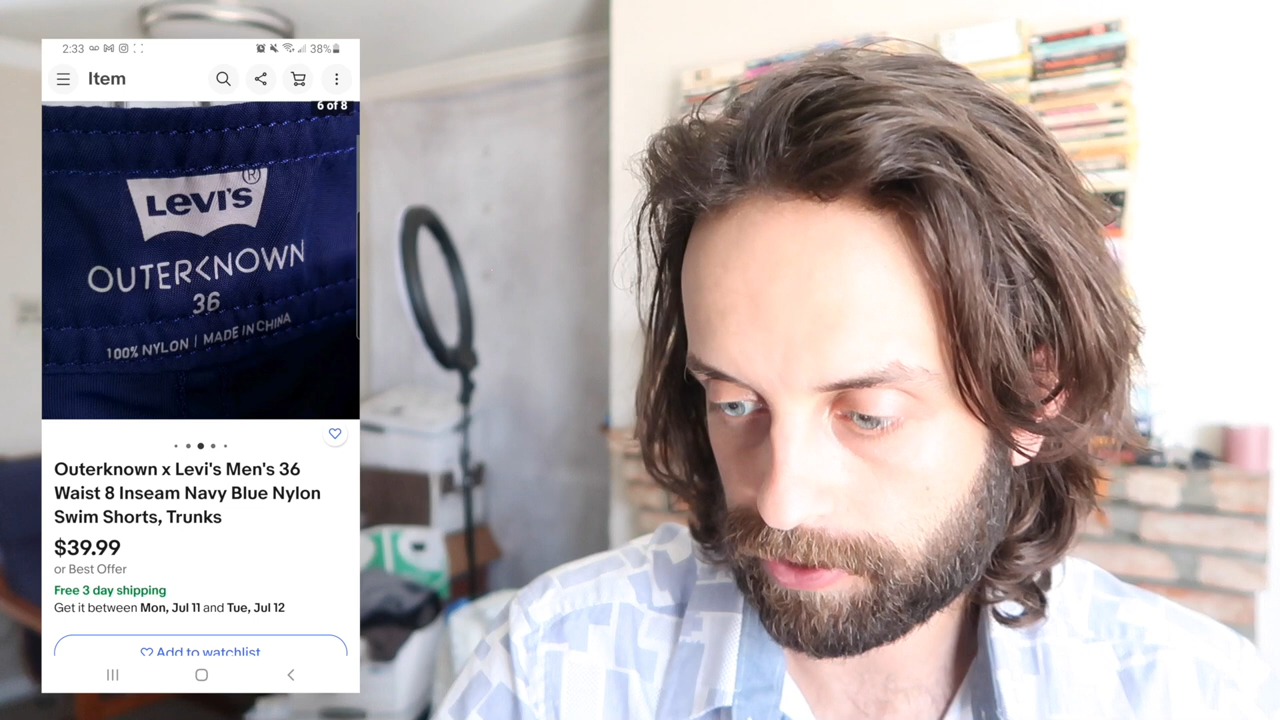 2:33 38%
Item
6 of 8
LEVI'S ®
OUTERKNOWN
36
100% NYLON | MADE IN CHINA
Outerknown x Levi's Men's 36
Waist 8 Inseam Navy Blue Nylon
Swim Shorts, Trunks
$39.99
or Best Offer
Free 3 day shipping
Get it between Mon, Jul 11 and Tue, Jul 12
Add to watchlist